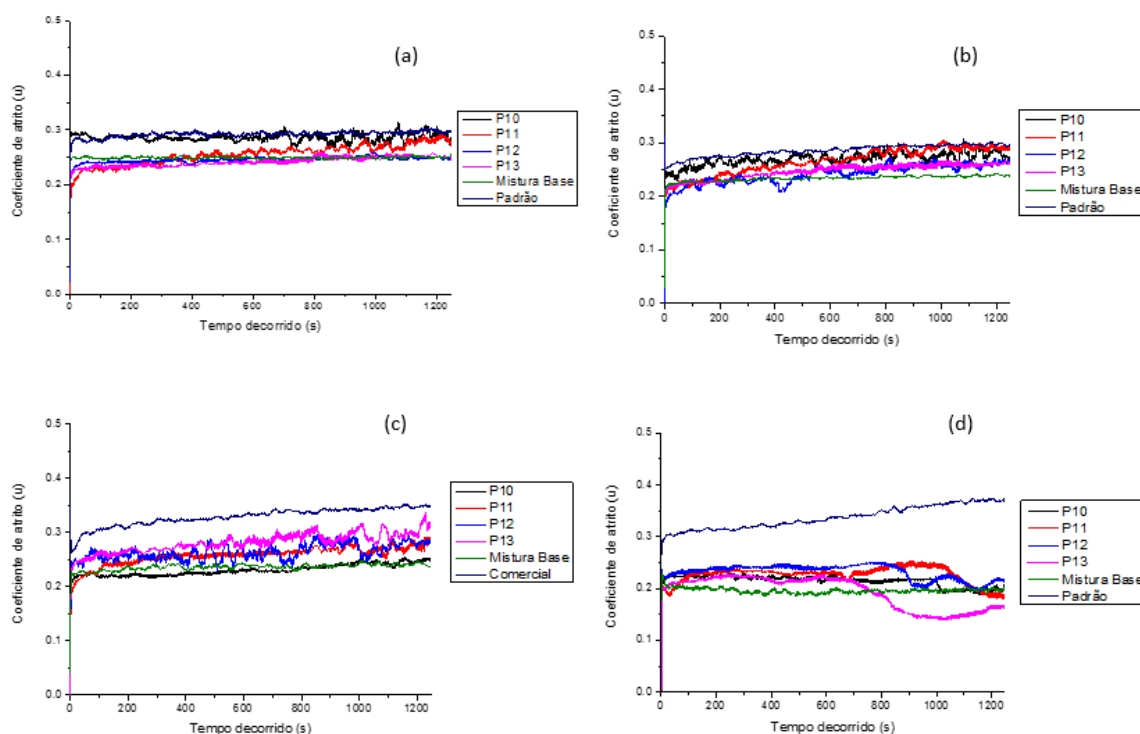 (a)
Coeficiente de atrito (u)
0.5
0.4
0.3
0.2
0.1
0.0
0 200 400 600 800 1000 1200
Tempo decorrido (s)
P10
P11
P12
P13
Mistura Base
Padrão
(b)
Coeficiente de atrito (u)
0.5
0.4
0.3
0.2
0.1
0.0
0 200 400 600 800 1000 1200
Tempo decorrido (s)
P10
P11
P12
P13
Mistura Base
Padrão
(c)
Coeficiente de atrito (u)
0.5
0.4
0.3
0.2
0.1
0.0
0 200 400 600 800 1000 1200
Tempo decorrido (s)
P10
P11
P12
P13
Mistura Base
Comercial
(d)
Coeficiente de atrito (u)
0.5
0.4
0.3
0.2
0.1
0.0
0 200 400 600 800 1000 1200
Tempo decorrido (s)
P10
P11
P12
P13
Mistura Base
Padrão